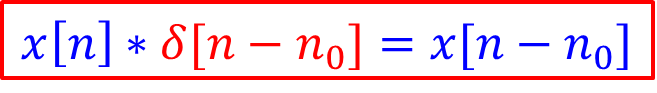 x[n] ∗ δ[n − n₀] = x[n − n₀]